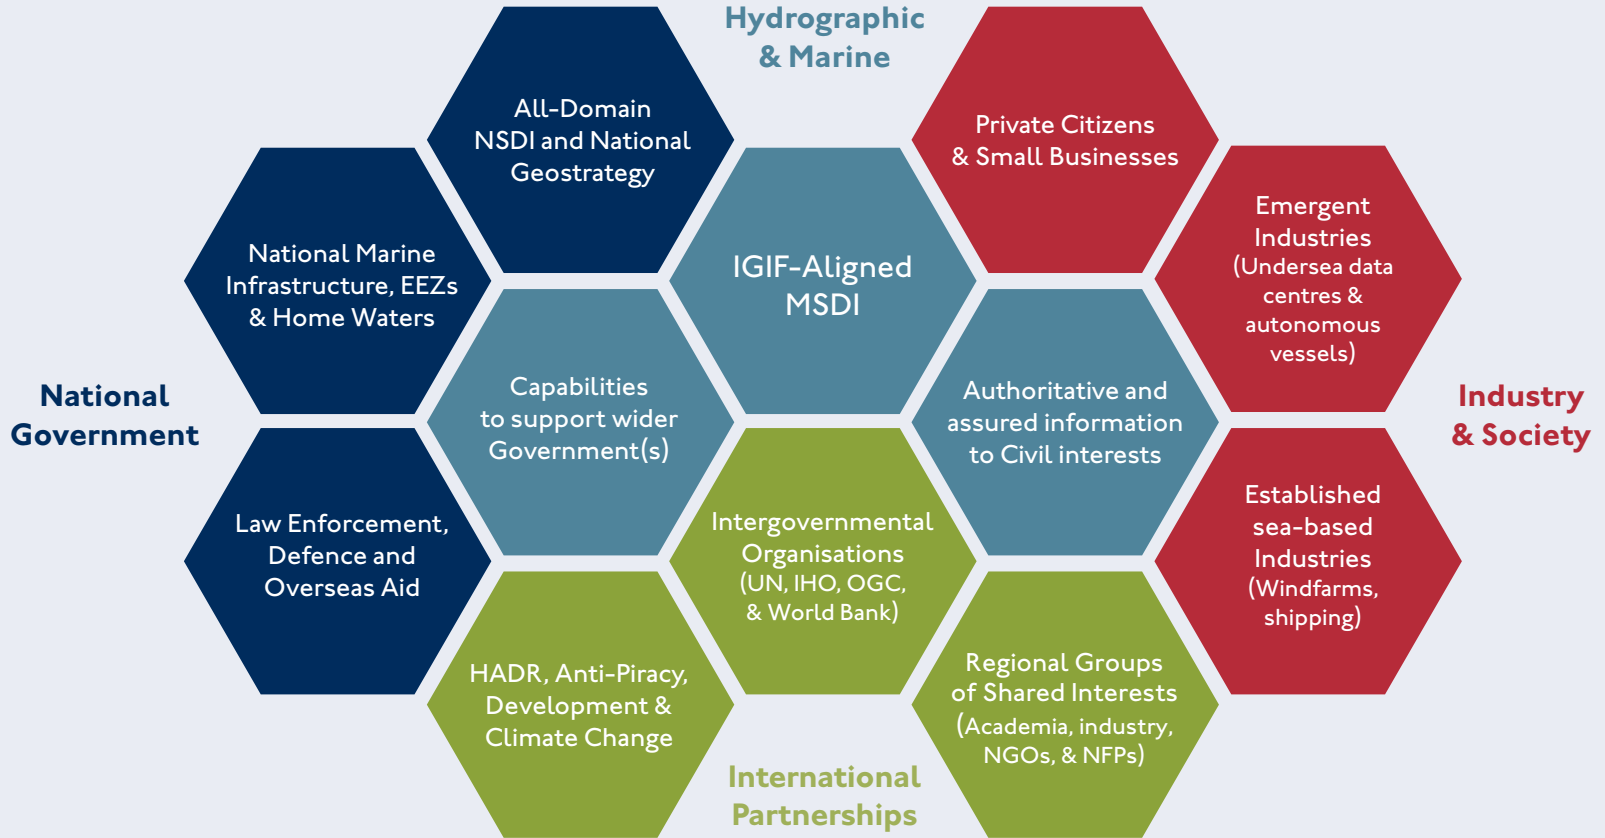 Hydrographic
& Marine
All-Domain
NSDI and National
Geostrategy
Private Citizens
& Small Businesses
National Marine
Infrastructure, EEZs
& Home Waters
IGIF-Aligned
MSDI
Emergent
Industries
(Undersea data
centres &
autonomous
vessels)
National
Government
Capabilities
to support wider
Government(s)
Authoritative and
assured information
to Civil interests
Industry
& Society
Law Enforcement,
Defence and
Overseas Aid
Intergovernmental
Organisations
(UN, IHO, OGC,
& World Bank)
Established
sea-based
Industries
(Windfarms,
shipping)
HADR, Anti-Piracy,
Development &
Climate Change
Regional Groups
of Shared Interests
(Academia, industry,
NGOs, & NFPs)
International
Partnerships